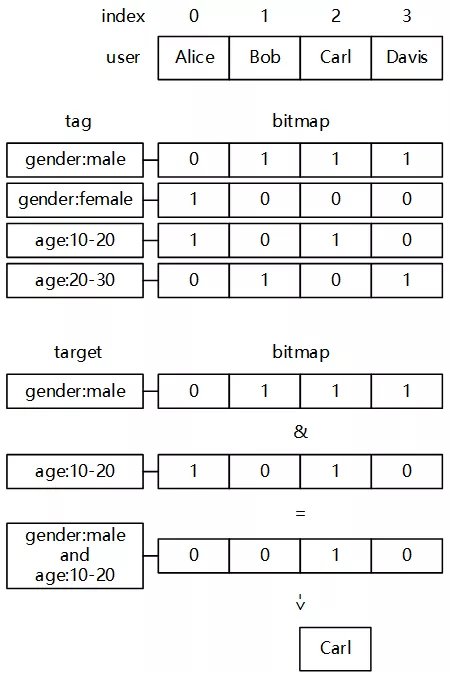 index 0 1 2 3
user Alice Bob Carl Davis
tag bitmap
gender:male 0 1 1 1
gender:female 1 0 0 0
age:10-20 1 0 1 0
age:20-30 0 1 0 1
target bitmap
gender:male 0 1 1 1
&
age:10-20 1 0 1 0
=
gender:male
and
age:10-20
0 0 1 0
->
Carl